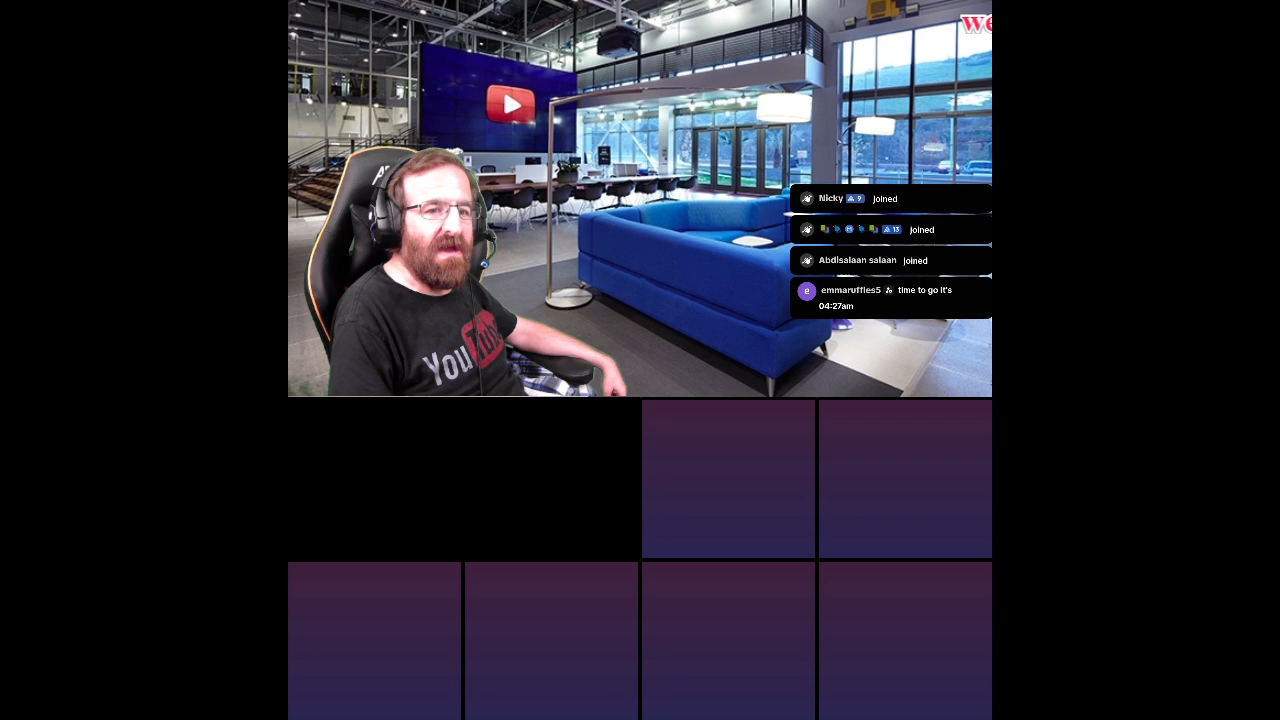 we
A
Nicky 9 joined
H 13 joined
Abdisalaan salaan joined
e emmaruffles5 time to go it's
04:27am
YouTube